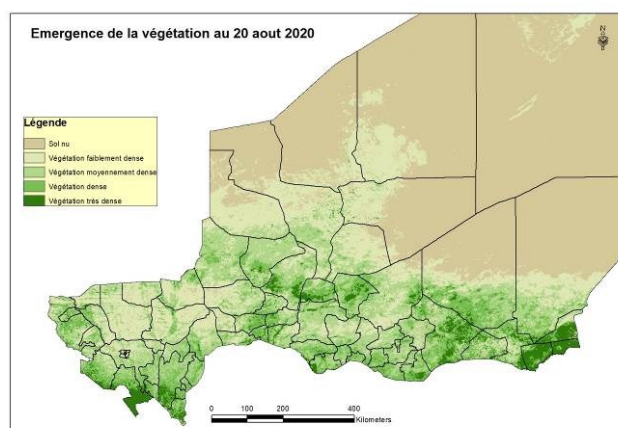 Emergence de la végétation au 20 aout 2020
N
Légende
Sol nu
Végétation faiblement dense
Végétation moyennement dense
Végétation dense
Végétation très dense
0 100 200 400
Kilometers